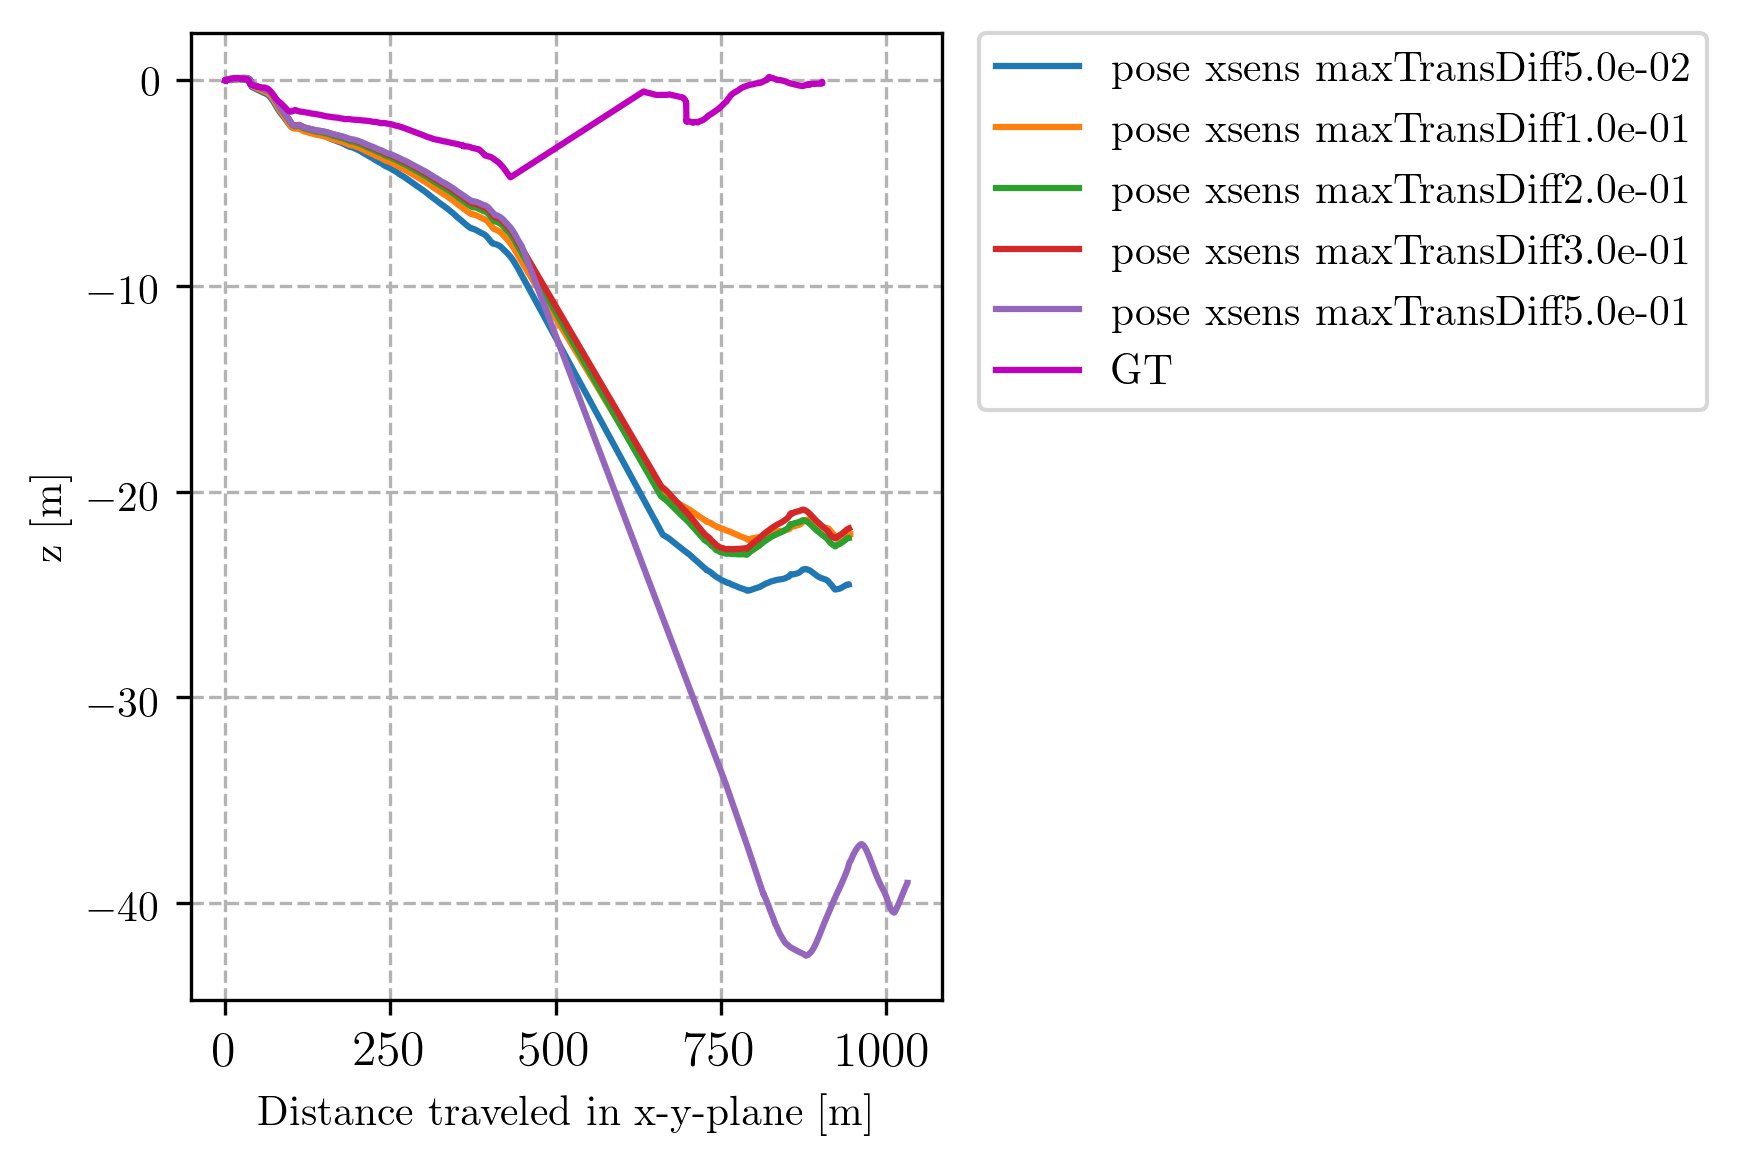 0
−10
−20
−30
−40
z [m]
0
250
500
750
1000
Distance traveled in x-y-plane [m]
pose xsens maxTransDiff5.0e-02
pose xsens maxTransDiff1.0e-01
pose xsens maxTransDiff2.0e-01
pose xsens maxTransDiff3.0e-01
pose xsens maxTransDiff5.0e-01
GT